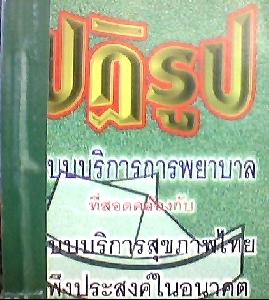 ปฏิรูป
บบบริการการพยาบาล
ที่สอดคล้องกับ
บบบริการสุขภาพไทย
พึงประสงค์ในอนาคต